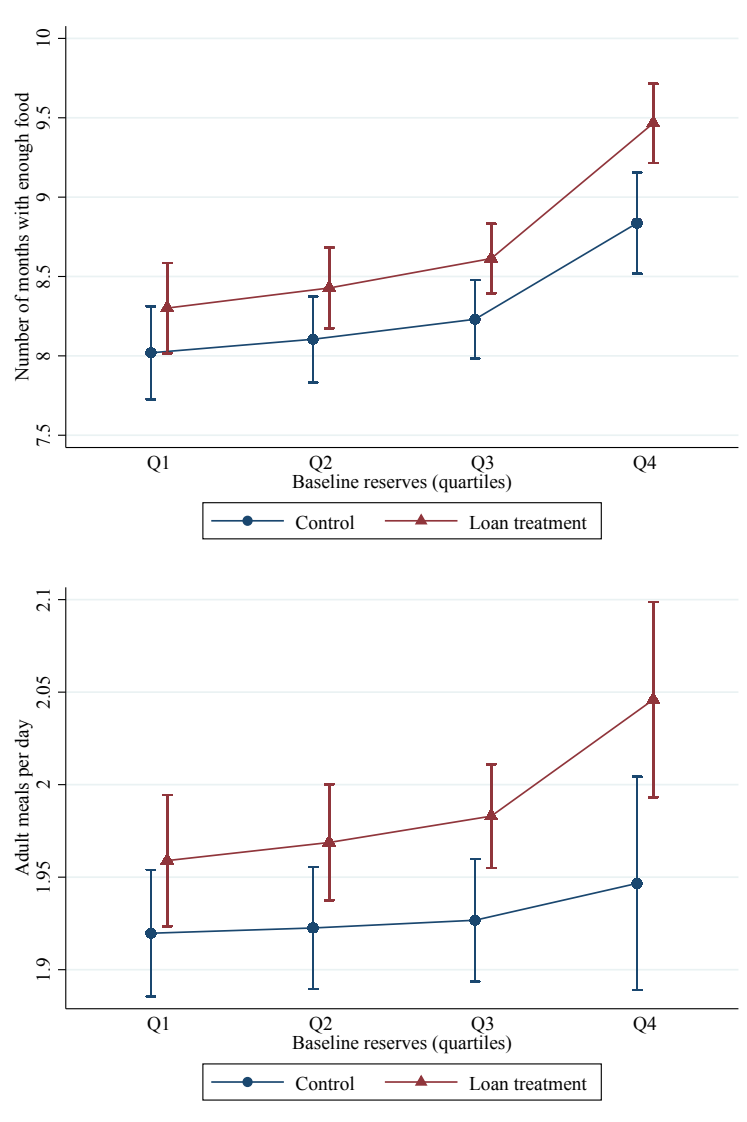 Number of months with enough food
10
9.5
9
8.5
8
7.5
Q1 Q2 Q3 Q4
Baseline reserves (quartiles)
Control Loan treatment
Adult meals per day
2.1
2.05
2
1.95
1.9
Q1 Q2 Q3 Q4
Baseline reserves (quartiles)
Control Loan treatment